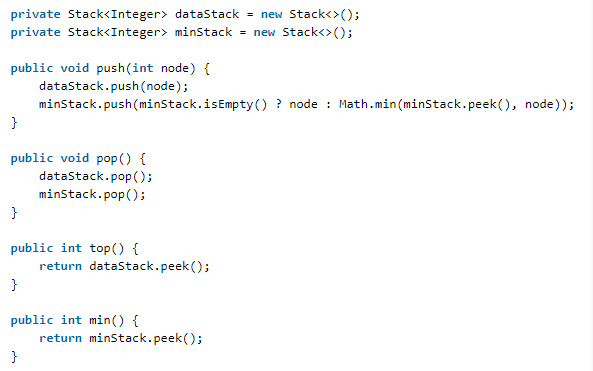 private Stack<Integer> dataStack = new Stack<>();
private Stack<Integer> minStack = new Stack<>();

public void push(int node) {
    dataStack.push(node);
    minStack.push(minStack.isEmpty() ? node : Math.min(minStack.peek(), node));
}

public void pop() {
    dataStack.pop();
    minStack.pop();
}

public int top() {
    return dataStack.peek();
}

public int min() {
    return minStack.peek();
}